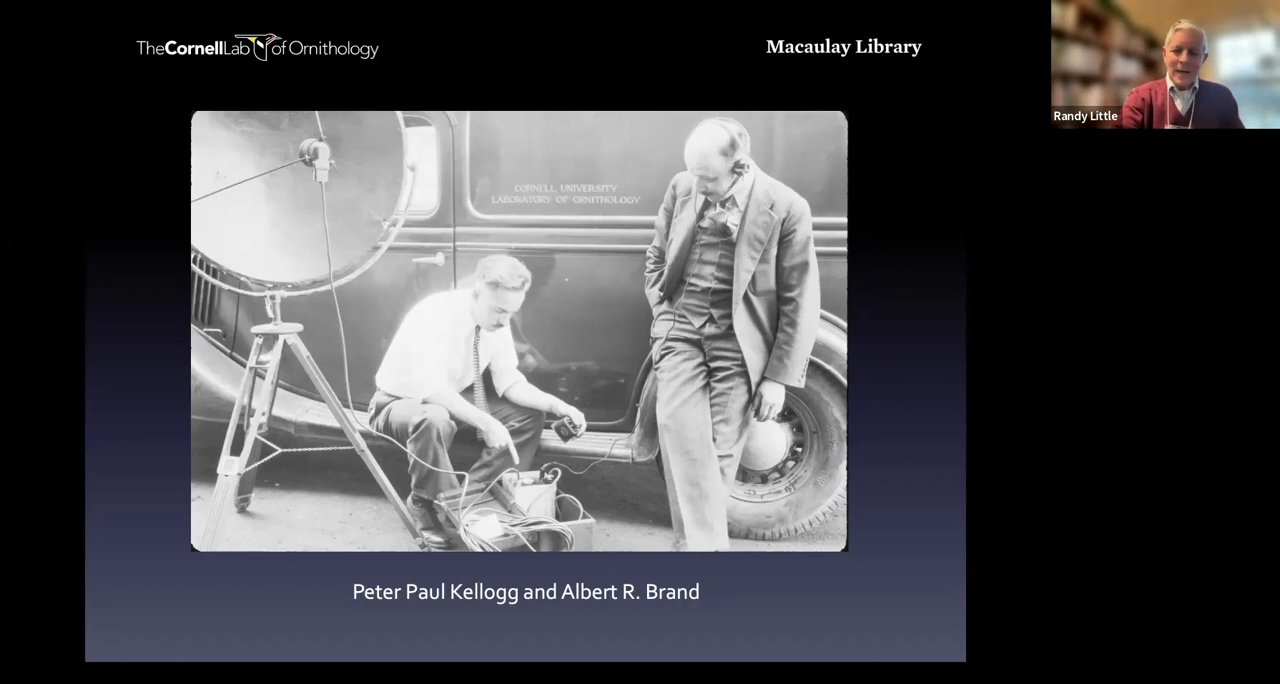 TheCornellLab of Ornithology
Macaulay Library
Randy Little
CORNELL UNIVERSITY
LABORATORY OF ORNITHOLOGY
Peter Paul Kellogg and Albert R. Brand